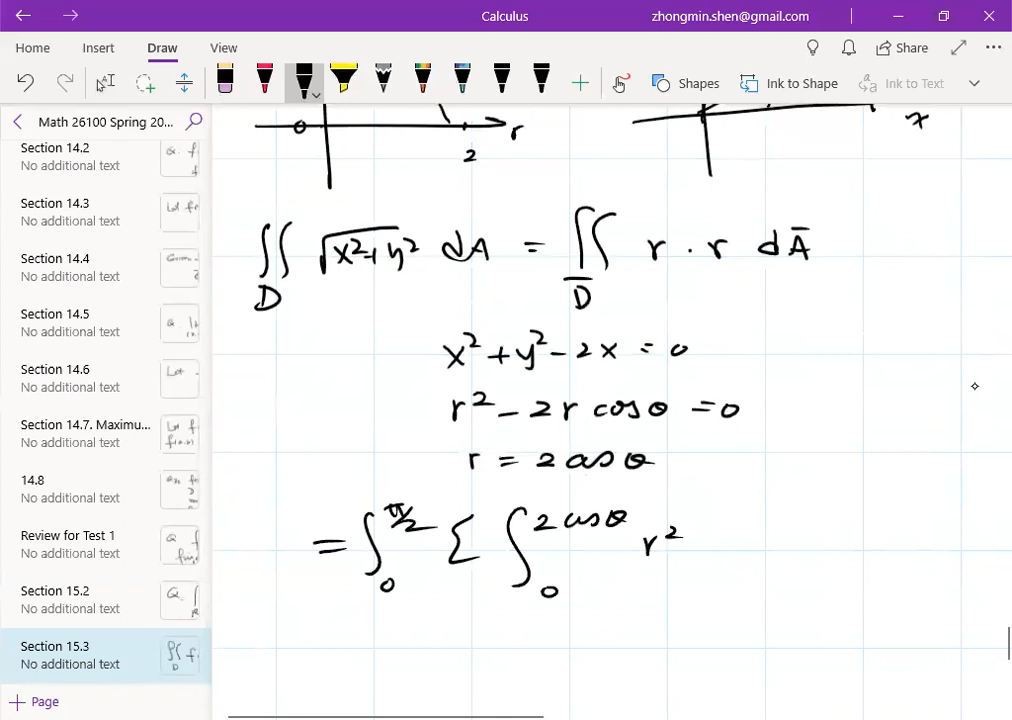 Calculus
zhongmin.shen@gmail.com
Home Insert Draw View
Share
Shapes Ink to Shape Ink to Text
Math 26100 Spring 20...
Section 14.2
No additional text
Section 14.3
No additional text
Section 14.4
No additional text
Section 14.5
No additional text
Section 14.6
No additional text
Section 14.7. Maximu...
No additional text
14.8
No additional text
Review for Test 1
No additional text
Section 15.2
No additional text
Section 15.3
No additional text
Page
0 r
2
x
∬_D √(x²+y²) dA = ∬_D̄ r · r dĀ
x² + y² - 2x = 0
r² - 2r cosθ = 0
r = 2 cosθ
= ∫_0^{π/2} { ∫_0^{2cosθ} r²